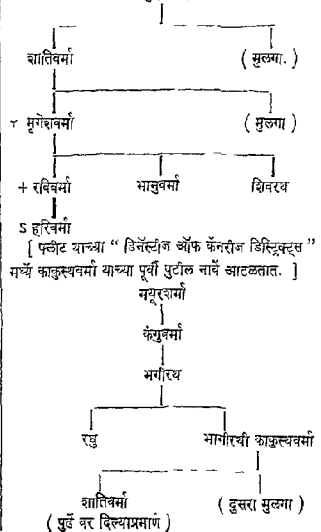 शांतिवर्मा (मुलगा.)
+ मृगेशवर्मा (मुलगा)
+ रविवर्मा भानुवर्मा शिवरथ
ऽ हरिवर्मा
[ फ्लीट याच्या “ डिनॅस्टीज ऑफ कॅनरीज डिस्ट्रिक्ट्स ”
मध्यें काकुस्थवर्मा याच्या पूर्वी पुढील नांवें आढळतात. ]
मयूरशर्मा
कंगुवर्मा
भगीरथ
रघु भागीरथी काकुस्थवर्मा
शांतिवर्मा (दुसरा मुलगा)
( पुढें वर दिल्याप्रमाणें )